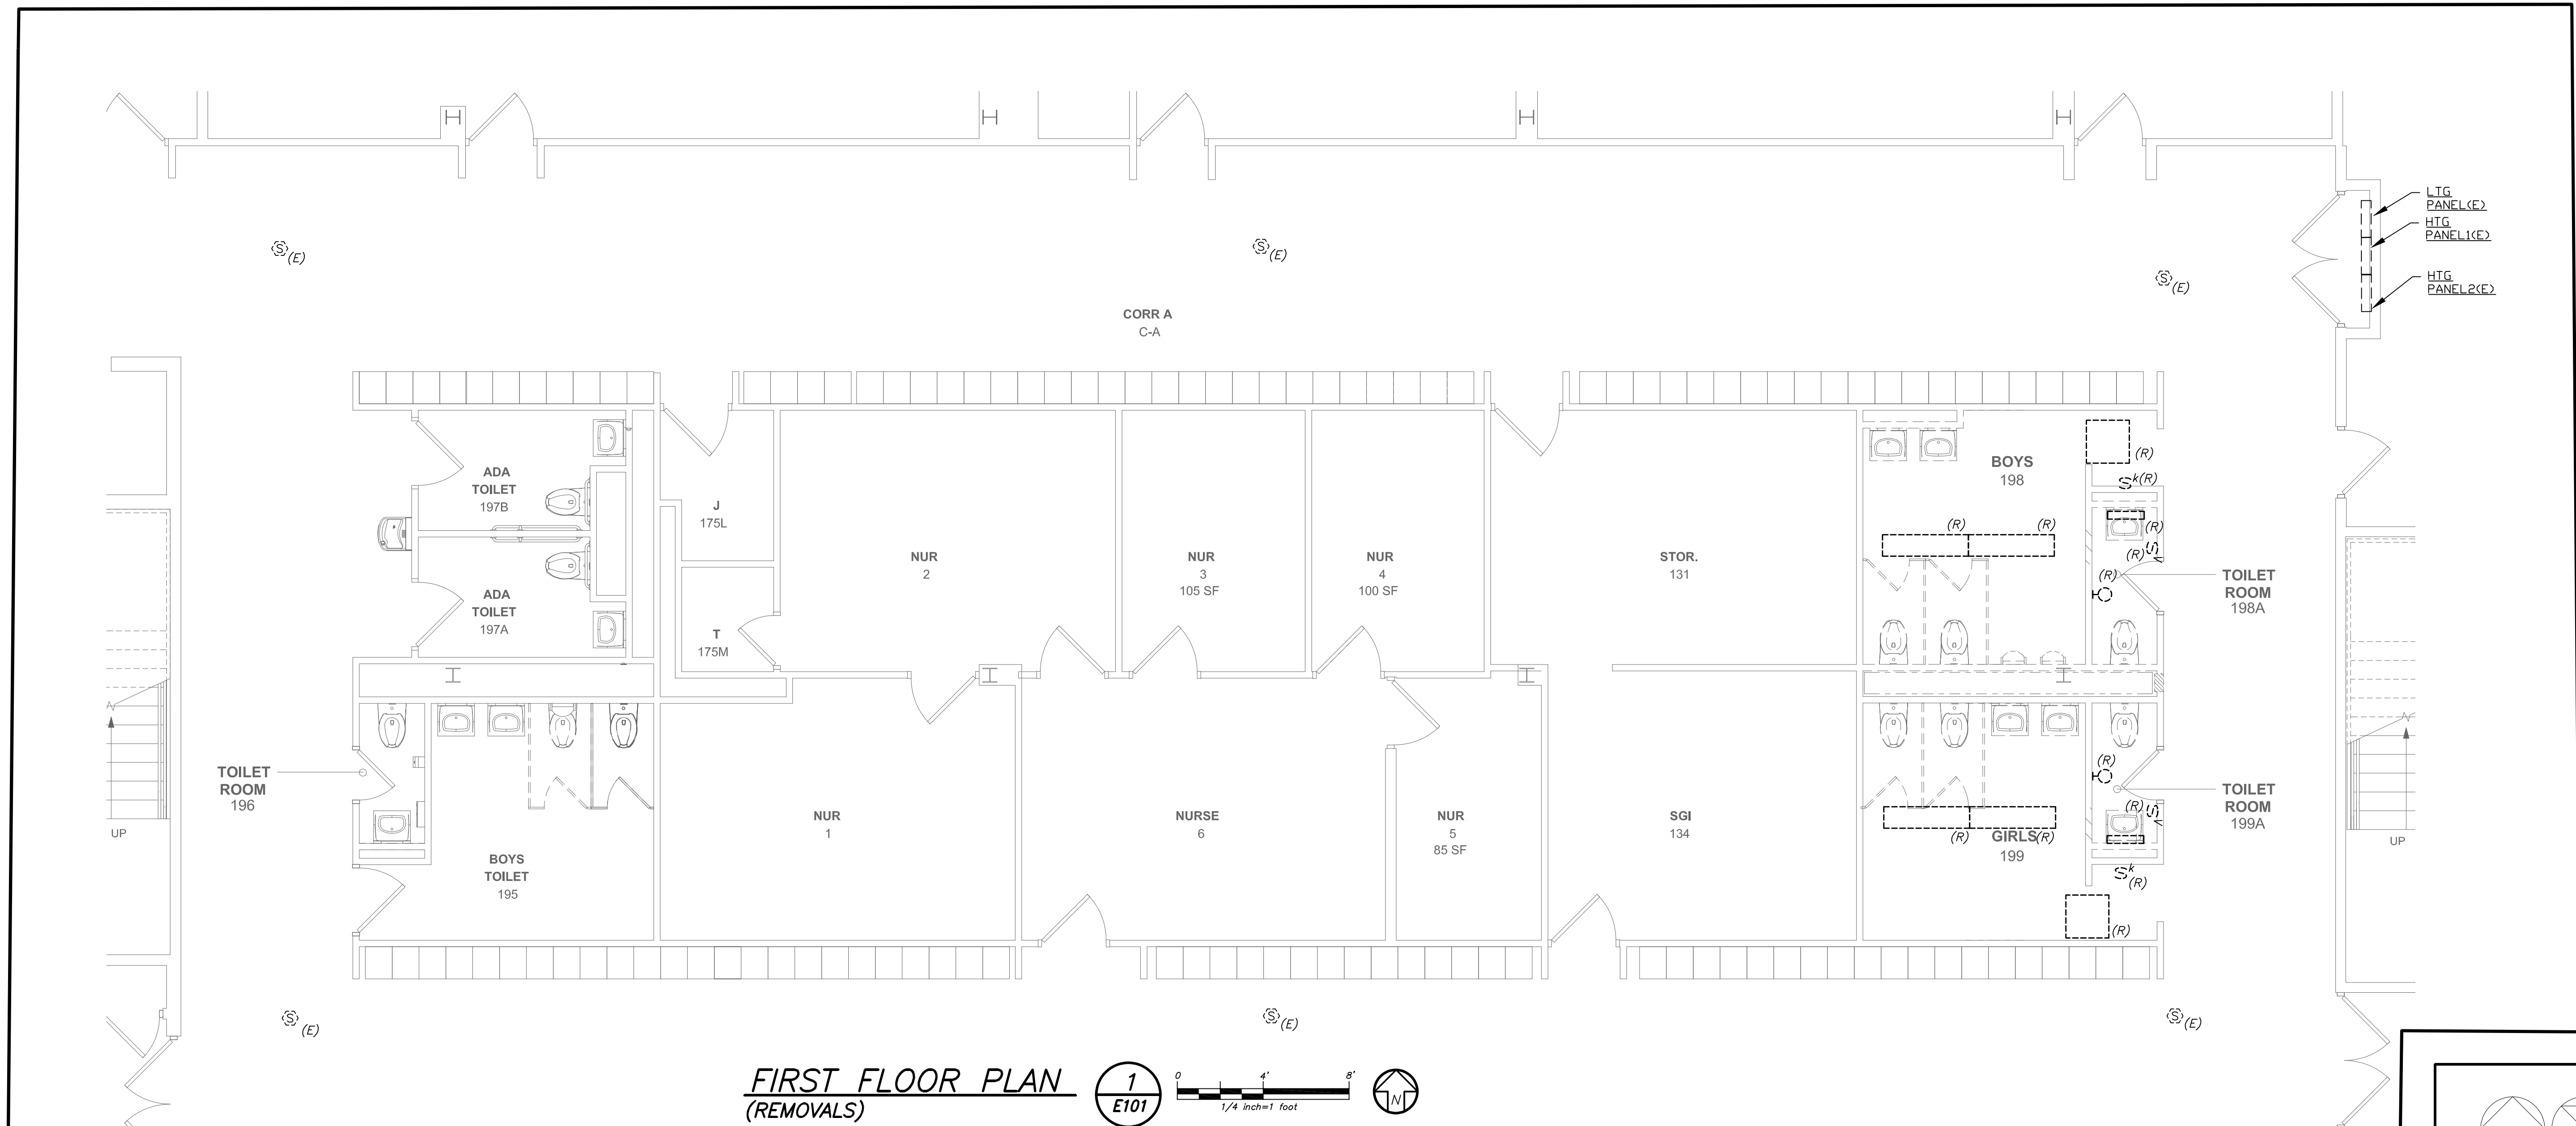 LTG
PANEL(E)
HTG
PANEL1(E)
HTG
PANEL2(E)
S (E)
S (E)
S (E)
CORR A
C-A
ADA
TOILET
197B
J
175L
NUR
2
NUR
3
105 SF
NUR
4
100 SF
STOR.
131
BOYS
198
(R)
S k(R)
(R)
(R)
(R)
(R) S
(R)
TOILET
ROOM
198A
ADA
TOILET
197A
T
175M
UP
TOILET
ROOM
196
BOYS
TOILET
195
NUR
1
NURSE
6
NUR
5
85 SF
SGI
134
(R)
(R)
GIRLS
199
(R)
(R) S
S k
(R)
(R)
TOILET
ROOM
199A
UP
S (E)
S (E)
S (E)
FIRST FLOOR PLAN
(REMOVALS)
1
E101
0 4' 8'
1/4 inch=1 foot
N